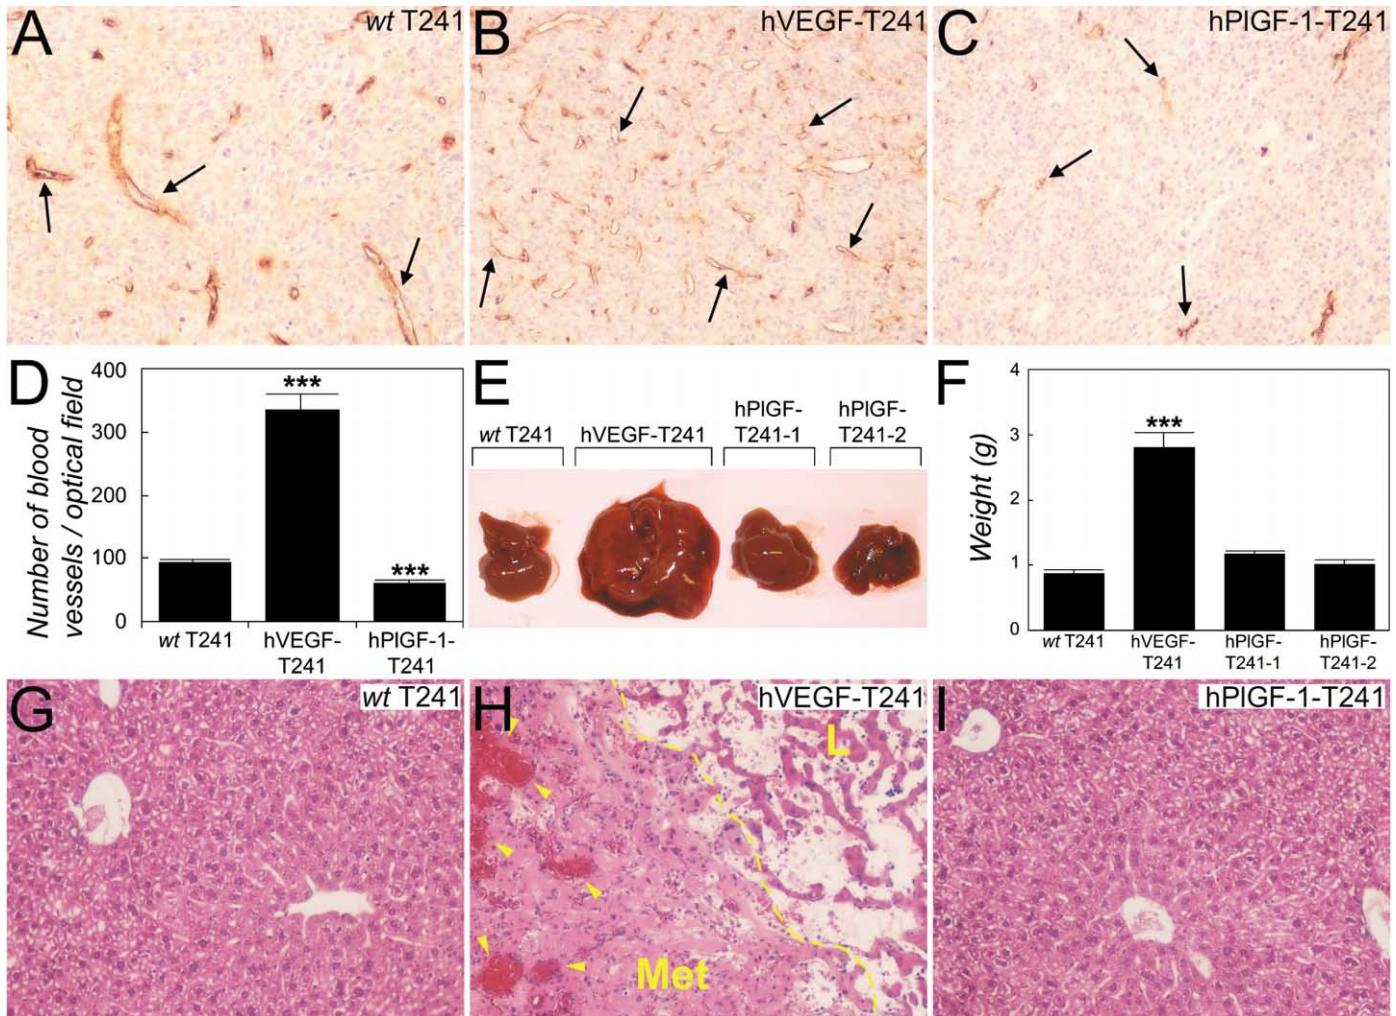 A
wt T241
B
hVEGF-T241
C
hPlGF-1-T241
D
Number of blood
vessels / optical field
400
300
200
100
0
***
***
wt T241
hVEGF-
T241
hPlGF-1-
T241
E
wt T241
hVEGF-T241
hPlGF-
T241-1
hPlGF-
T241-2
F
Weight (g)
4
3
2
1
0
***
wt T241
hVEGF-
T241
hPlGF-
T241-1
hPlGF-
T241-2
G
wt T241
H
hVEGF-T241
L
Met
I
hPlGF-1-T241